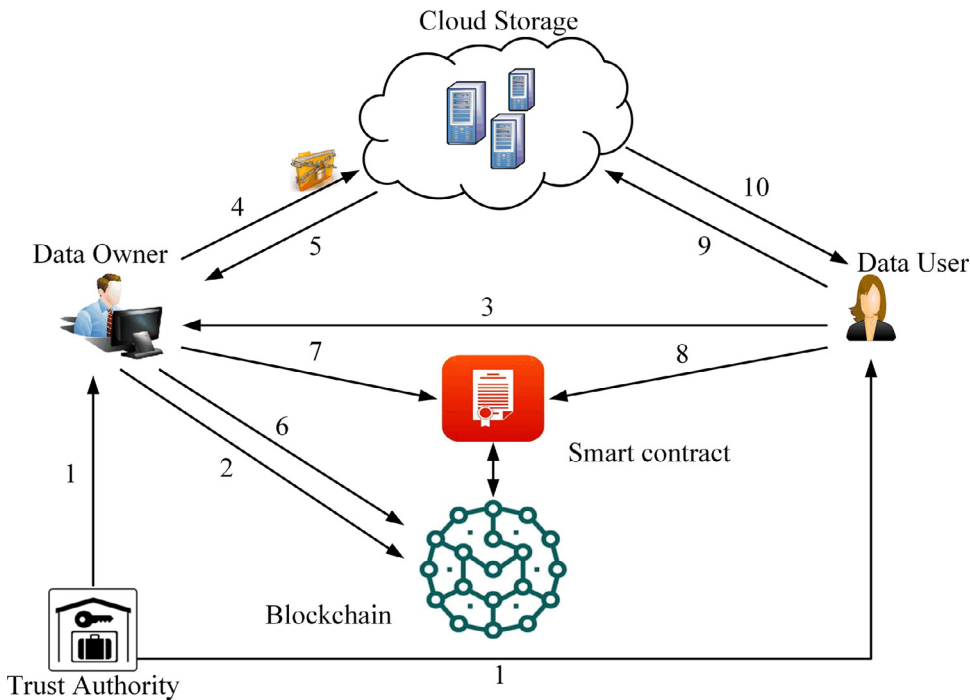 Cloud Storage
4
10
5
9
Data Owner
Data User
3
7
8
6
Smart contract
2
1
Blockchain
Trust Authority
1